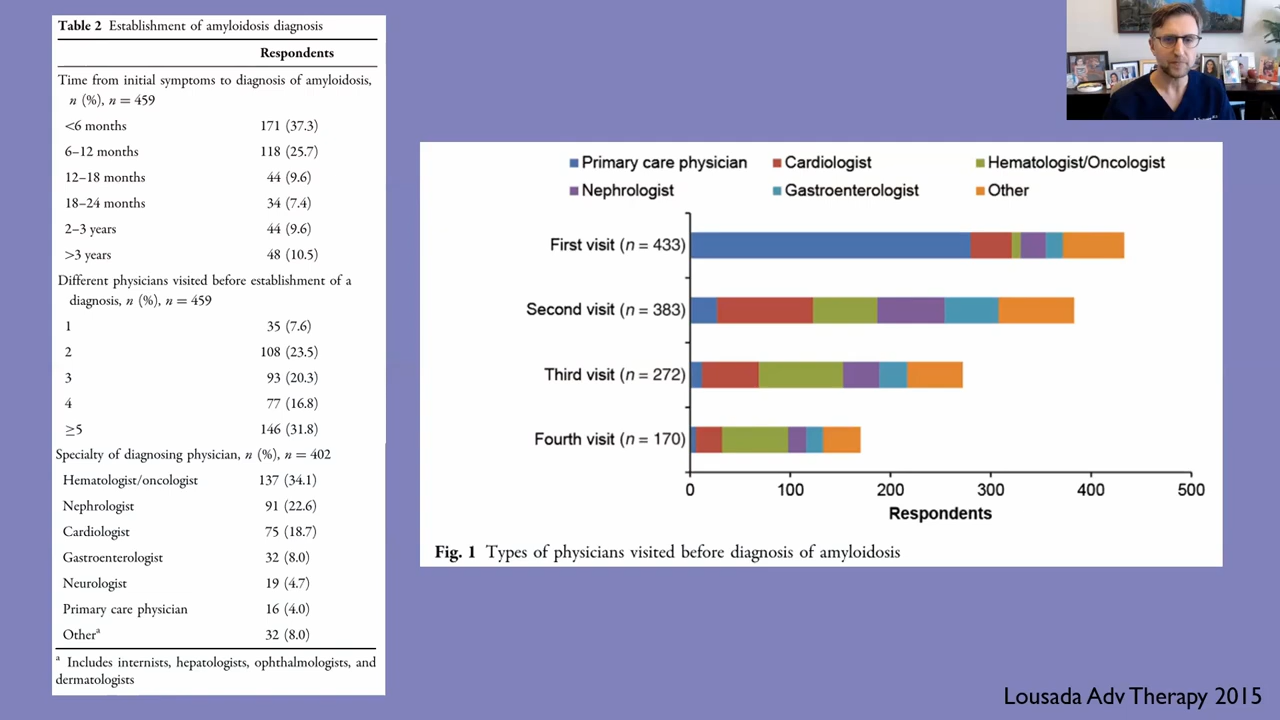 Table 2 Establishment of amyloidosis diagnosis
Respondents
Time from initial symptoms to diagnosis of amyloidosis,
n (%), n = 459
<6 months 171 (37.3)
6–12 months 118 (25.7)
12–18 months 44 (9.6)
18–24 months 34 (7.4)
2–3 years 44 (9.6)
>3 years 48 (10.5)
Different physicians visited before establishment of a
diagnosis, n (%), n = 459
1 35 (7.6)
2 108 (23.5)
3 93 (20.3)
4 77 (16.8)
≥5 146 (31.8)
Specialty of diagnosing physician, n (%), n = 402
Hematologist/oncologist 137 (34.1)
Nephrologist 91 (22.6)
Cardiologist 75 (18.7)
Gastroenterologist 32 (8.0)
Neurologist 19 (4.7)
Primary care physician 16 (4.0)
Otherᵃ 32 (8.0)
ᵃ Includes internists, hepatologists, ophthalmologists, and
dermatologists
Primary care physician Cardiologist Hematologist/Oncologist
Nephrologist Gastroenterologist Other
First visit (n = 433)
Second visit (n = 383)
Third visit (n = 272)
Fourth visit (n = 170)
0 100 200 300 400 500
Respondents
Fig. 1 Types of physicians visited before diagnosis of amyloidosis
Lousada Adv Therapy 2015